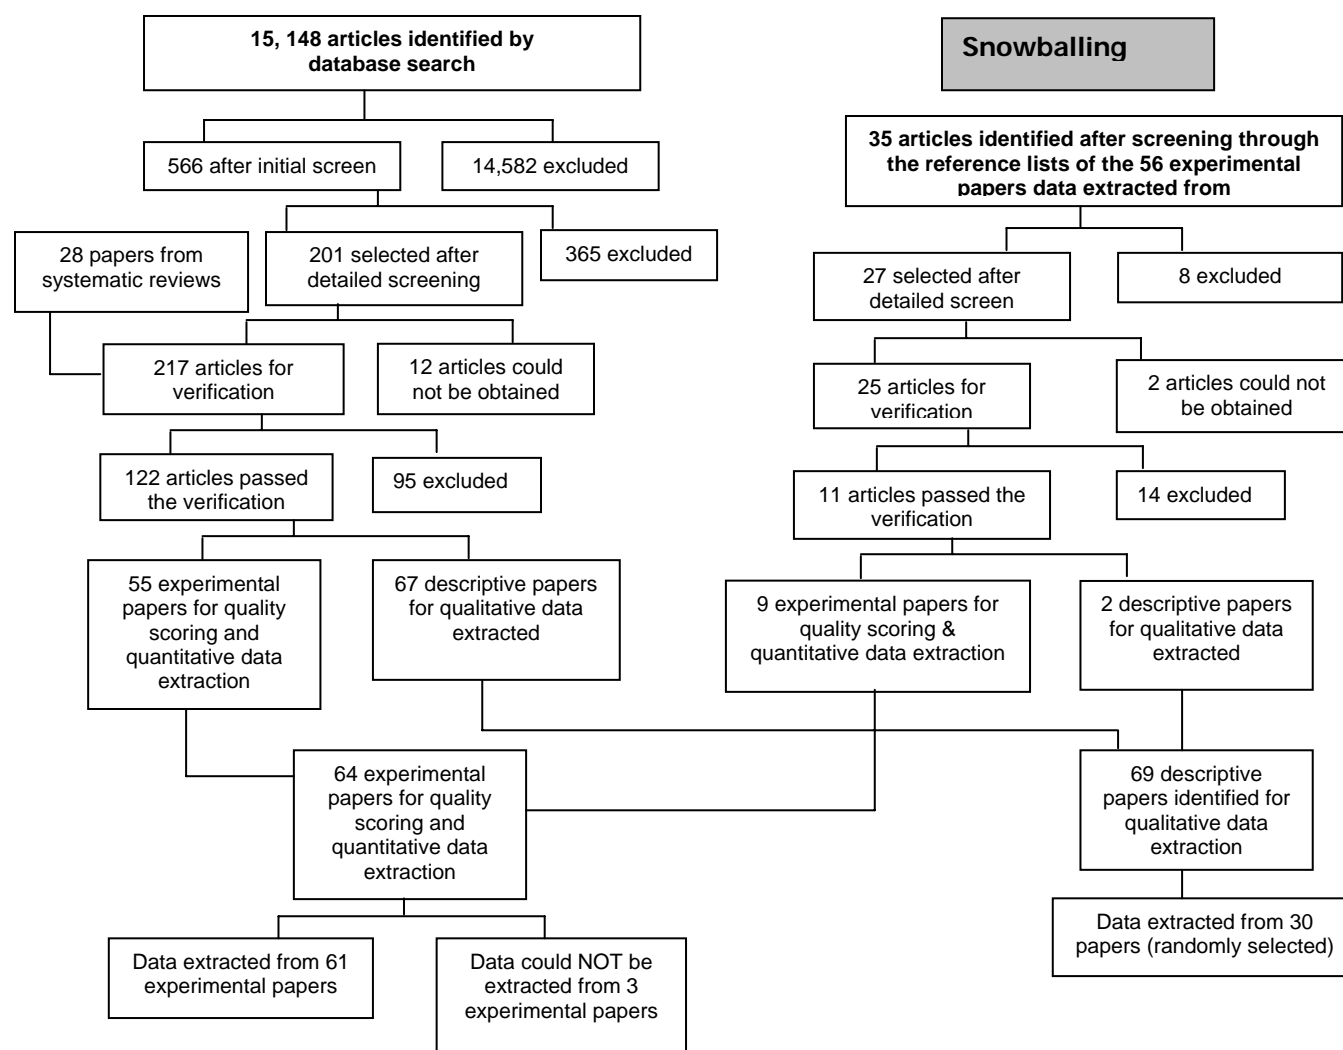 15, 148 articles identified by
database search
Snowballing
35 articles identified after screening through
the reference lists of the 56 experimental
papers data extracted from
566 after initial screen
14,582 excluded
28 papers from
systematic reviews
201 selected after
detailed screening
365 excluded
27 selected after
detailed screen
8 excluded
217 articles for
verification
12 articles could
not be obtained
25 articles for
verification
2 articles could not
be obtained
122 articles passed
the verification
95 excluded
11 articles passed the
verification
14 excluded
55 experimental
papers for quality
scoring and
quantitative data
extraction
67 descriptive papers
for qualitative data
extracted
9 experimental papers for
quality scoring &
quantitative data extraction
2 descriptive papers
for qualitative data
extracted
64 experimental
papers for quality
scoring and
quantitative data
extraction
69 descriptive
papers identified for
qualitative data
extraction
Data extracted from 61
experimental papers
Data could NOT be
extracted from 3
experimental papers
Data extracted from 30
papers (randomly selected)